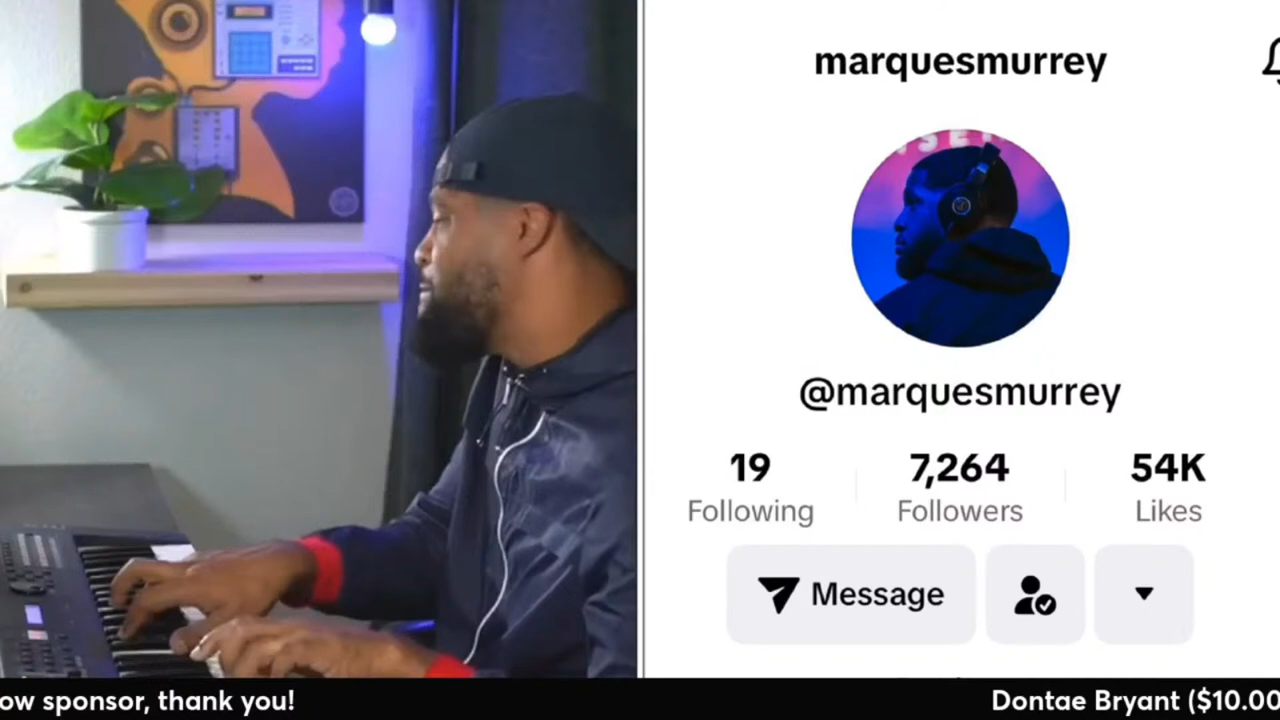 marquesmurrey
@marquesmurrey
19
Following
7,264
Followers
54K
Likes
Message
ow sponsor, thank you!
Dontae Bryant ($10.00